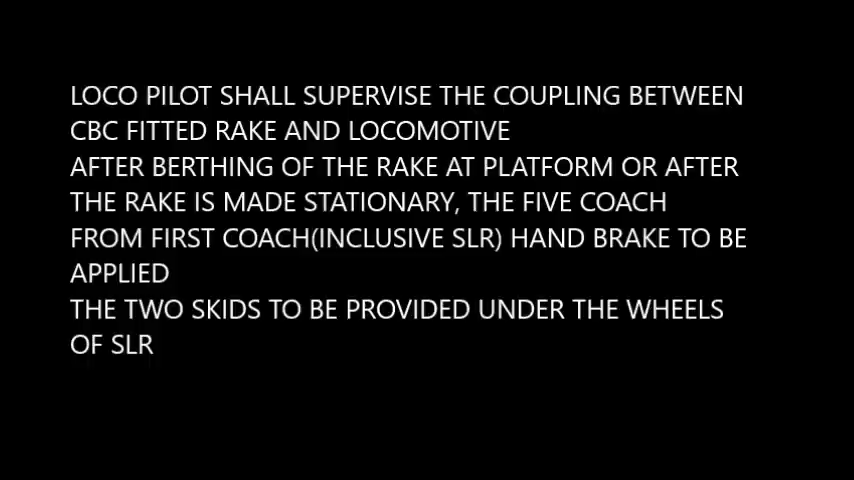 LOCO PILOT SHALL SUPERVISE THE COUPLING BETWEEN
CBC FITTED RAKE AND LOCOMOTIVE
AFTER BERTHING OF THE RAKE AT PLATFORM OR AFTER
THE RAKE IS MADE STATIONARY, THE FIVE COACH
FROM FIRST COACH(INCLUSIVE SLR) HAND BRAKE TO BE
APPLIED
THE TWO SKIDS TO BE PROVIDED UNDER THE WHEELS
OF SLR